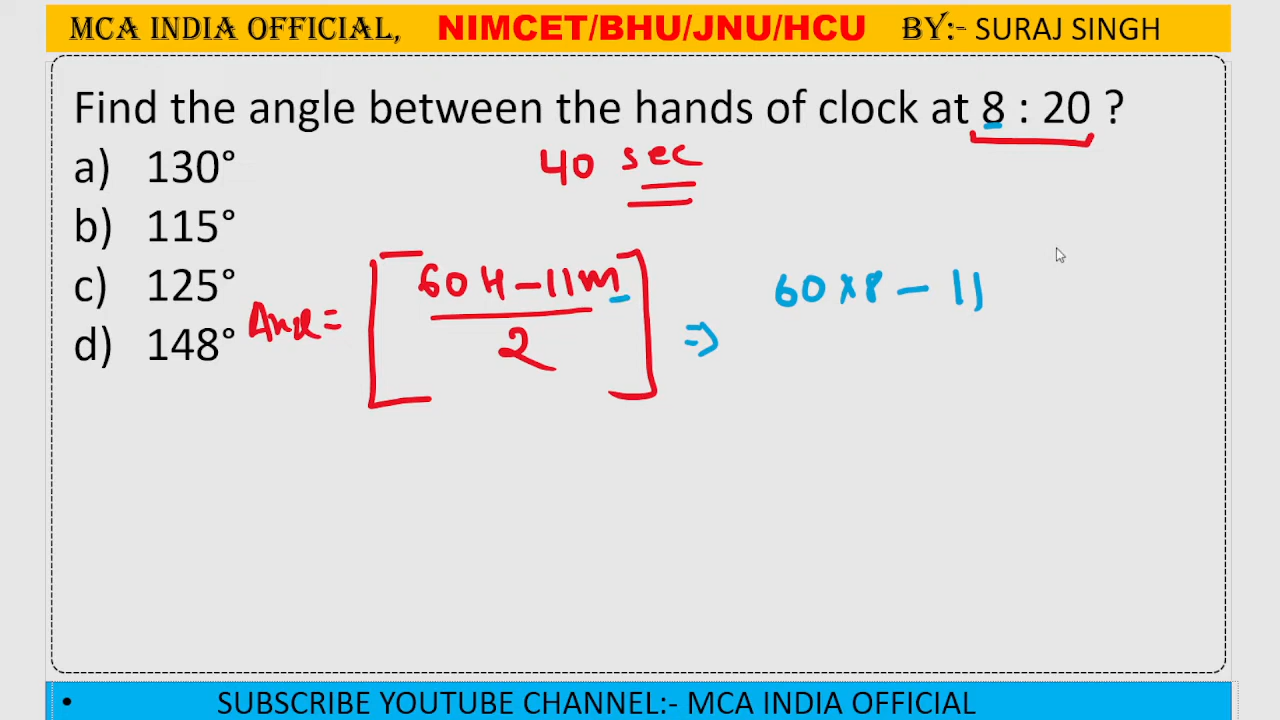 MCA INDIA OFFICIAL, NIMCET/BHU/JNU/HCU BY:- SURAJ SINGH
Find the angle between the hands of clock at 8 : 20 ?
40 sec
a) 130°
b) 115°
c) 125°
d) 148°
Ans = [60H - 11m / 2] ⇒ 60×8 - 11
• SUBSCRIBE YOUTUBE CHANNEL:- MCA INDIA OFFICIAL